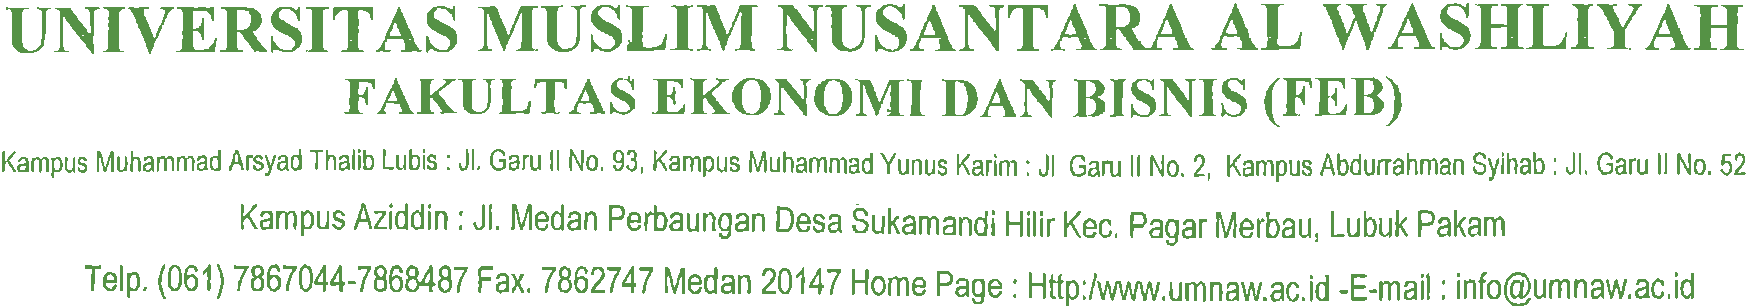 UNIVERSITAS MUSLIM NUSANTARA AL WASHLIYAH
FAKULTAS EKONOMI DAN BISNIS (FEB)
Kampus Muhammad Arsyad Thalib Lubis : Jl. Garu II No. 93, Kampus Muhammad Yunus Karim : Jl Garu II No. 2, Kampus Abdurrahman Syihab : Jl. Garu II No. 52
Kampus Aziddin : Jl. Medan Perbaungan Desa Sukamandi Hilir Kec. Pagar Merbau, Lubuk Pakam
Telp. (061) 7867044-7868487 Fax. 7862747 Medan 20147 Home Page : Http:/www.umnaw.ac.id -E-mail : info@umnaw.ac.id